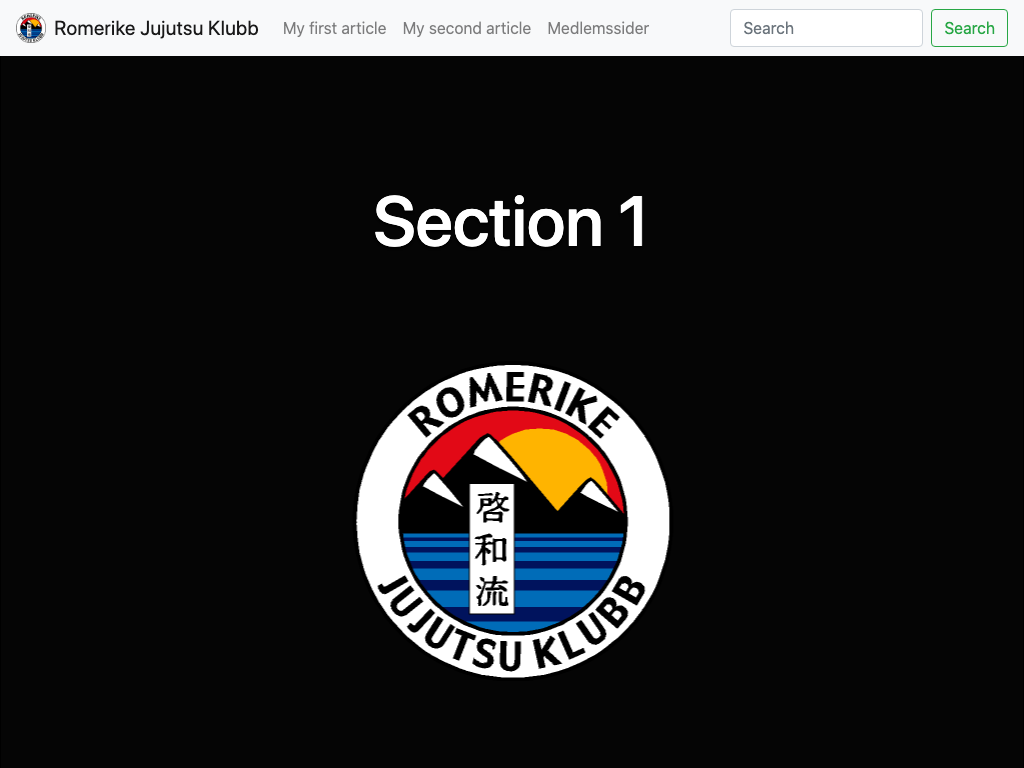 Romerike Jujutsu Klubb
My first article
My second article
Medlemssider
Search
Search
Section 1
ROMERIKE
啓和流
JUJUTSU KLUBB